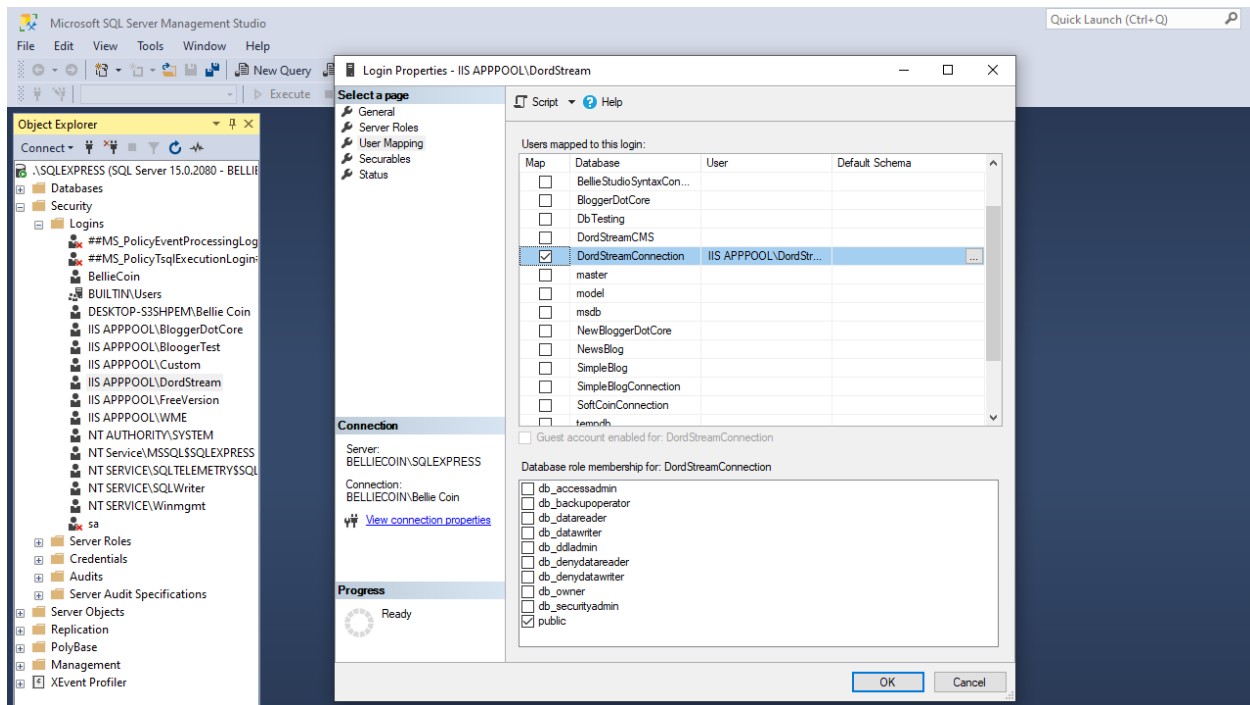 Microsoft SQL Server Management Studio
Quick Launch (Ctrl+Q)
File Edit View Tools Window Help
New Query
Execute
Object Explorer
Connect
.\SQLEXPRESS (SQL Server 15.0.2080 - BELLIE
Databases
Security
Logins
##MS_PolicyEventProcessingLog
##MS_PolicyTsqlExecutionLogin
BellieCoin
BUILTIN\Users
DESKTOP-S3SHPEM\Bellie Coin
IIS APPPOOL\BloggerDotCore
IIS APPPOOL\BloogerTest
IIS APPPOOL\Custom
IIS APPPOOL\DordStream
IIS APPPOOL\FreeVersion
IIS APPPOOL\WME
NT AUTHORITY\SYSTEM
NT Service\MSSQL$SQLEXPRESS
NT SERVICE\SQLTELEMETRY$SQL
NT SERVICE\SQLWriter
NT SERVICE\Winmgmt
sa
Server Roles
Credentials
Audits
Server Audit Specifications
Server Objects
Replication
PolyBase
Management
XEvent Profiler
Login Properties - IIS APPPOOL\DordStream
Select a page
General
Server Roles
User Mapping
Securables
Status
Connection
Server:
BELLIECOIN\SQLEXPRESS
Connection:
BELLIECOIN\Bellie Coin
View connection properties
Progress
Ready
Script Help
Users mapped to this login:
Map Database User Default Schema
BellieStudioSyntaxCon...
BloggerDotCore
DbTesting
DordStreamCMS
DordStreamConnection IIS APPPOOL\DordStr... ...
master
model
msdb
NewBloggerDotCore
NewsBlog
SimpleBlog
SimpleBlogConnection
SoftCoinConnection
tempdb
Guest account enabled for: DordStreamConnection
Database role membership for: DordStreamConnection
db_accessadmin
db_backupoperator
db_datareader
db_datawriter
db_ddladmin
db_denydatareader
db_denydatawriter
db_owner
db_securityadmin
public
OK Cancel